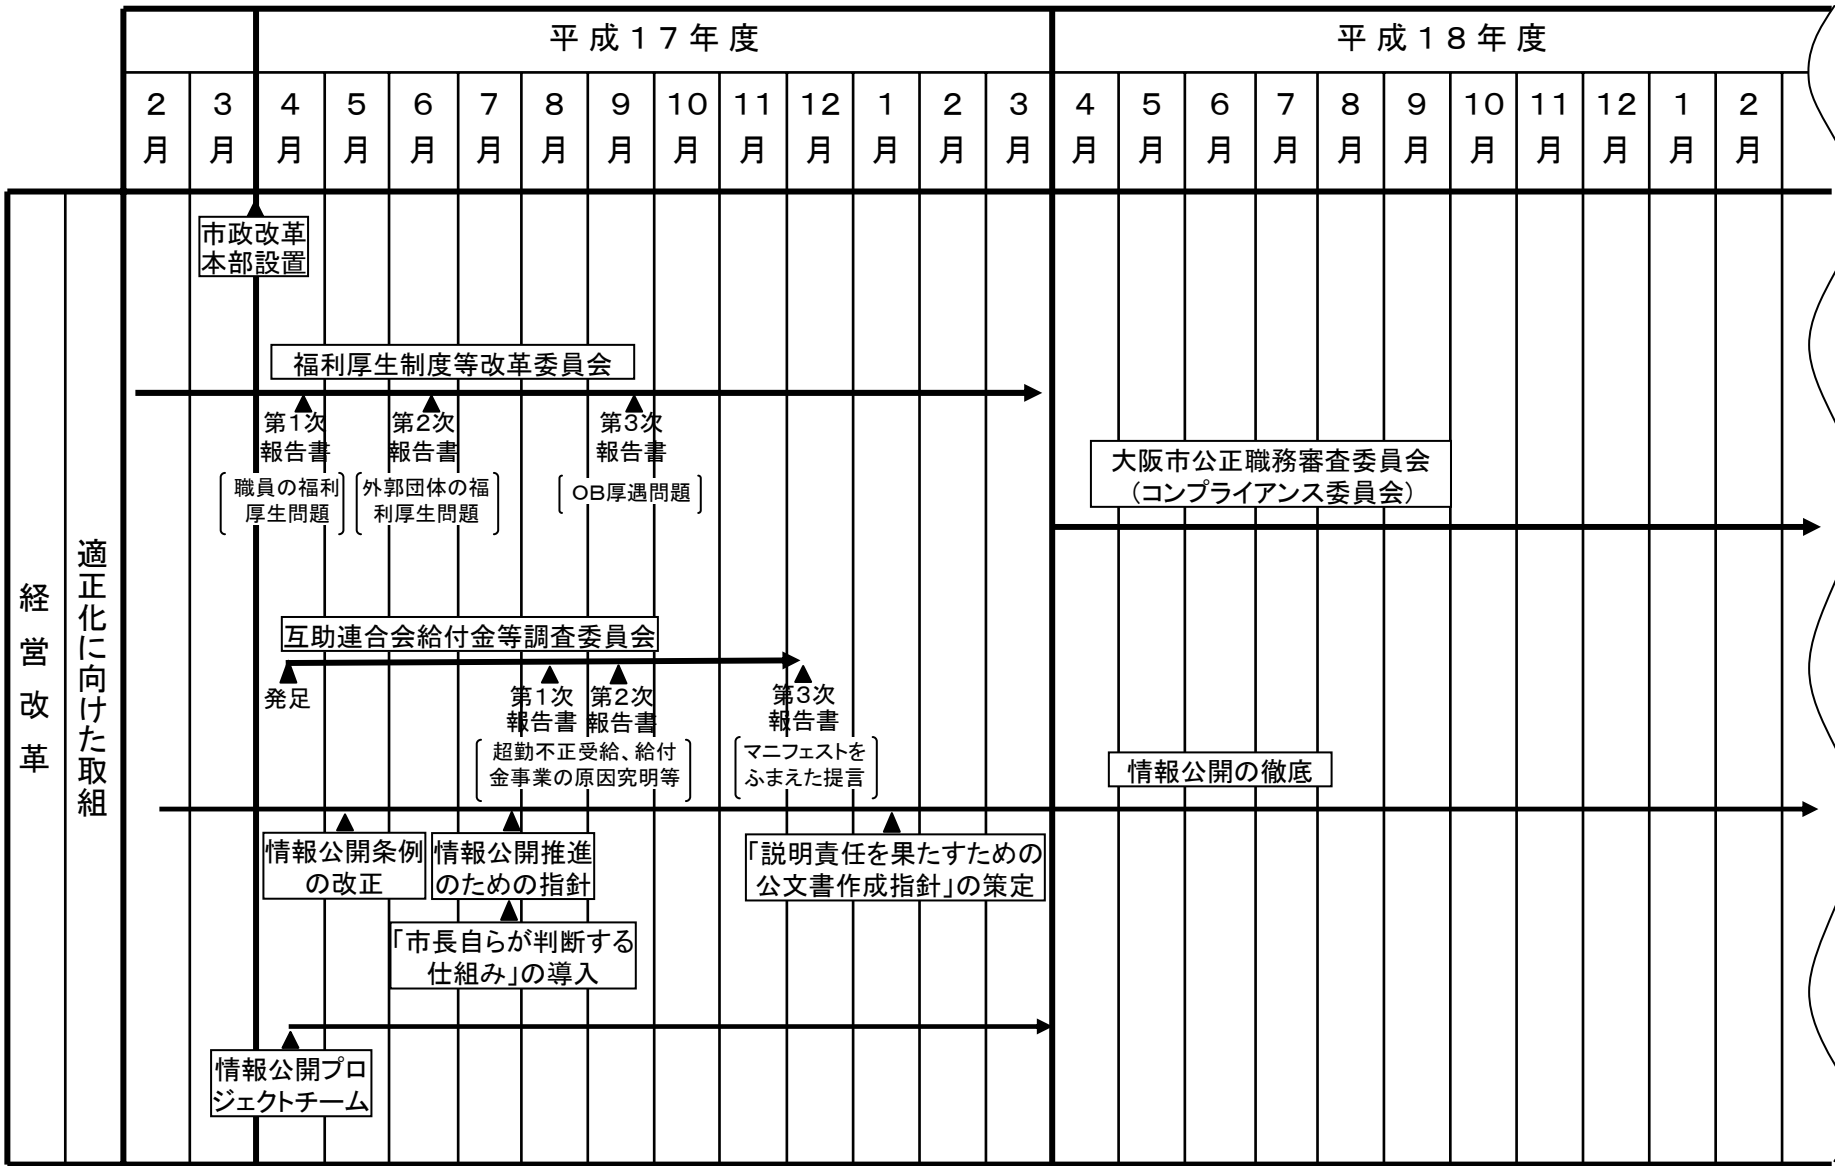 平成17年度
平成18年度
2月
3月
4月
5月
6月
7月
8月
9月
10月
11月
12月
1月
2月
3月
4月
5月
6月
7月
8月
9月
10月
11月
12月
1月
2月
経営改革
適正化に向けた取組
市政改革
本部設置
福利厚生制度等改革委員会
第1次
報告書
職員の福利
厚生問題
第2次
報告書
外郭団体の福
利厚生問題
第3次
報告書
OB厚遇問題
大阪市公正職務審査委員会
（コンプライアンス委員会）
互助連合会給付金等調査委員会
発足
第1次
報告書
第2次
報告書
超勤不正受給、給付
金事業の原因究明等
第3次
報告書
マニフェストを
ふまえた提言
情報公開の徹底
情報公開条例
の改正
情報公開推進
のための指針
「市長自らが判断する
仕組み」の導入
「説明責任を果たすための
公文書作成指針」の策定
情報公開プロ
ジェクトチーム